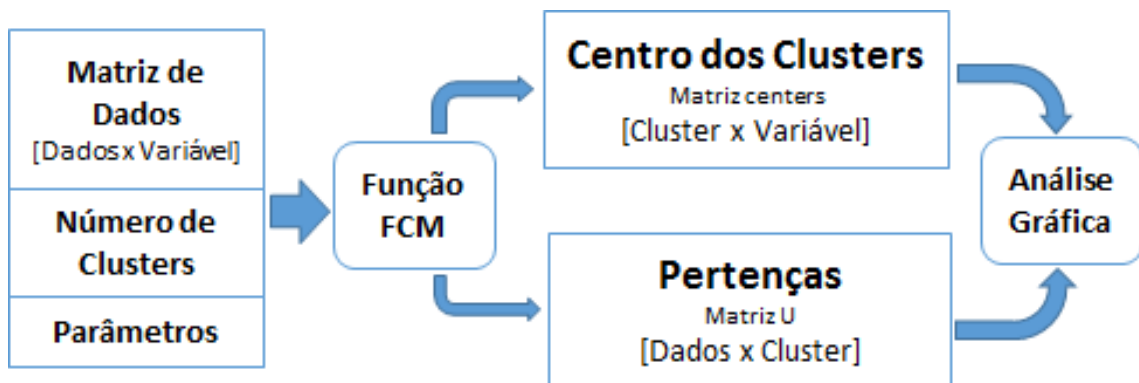 Matriz de
Dados
[Dados x Variável]
Número de
Clusters
Parâmetros
Função
FCM
Centro dos Clusters
Matriz centers
[Cluster x Variável]
Pertenças
Matriz U
[Dados x Cluster]
Análise
Gráfica